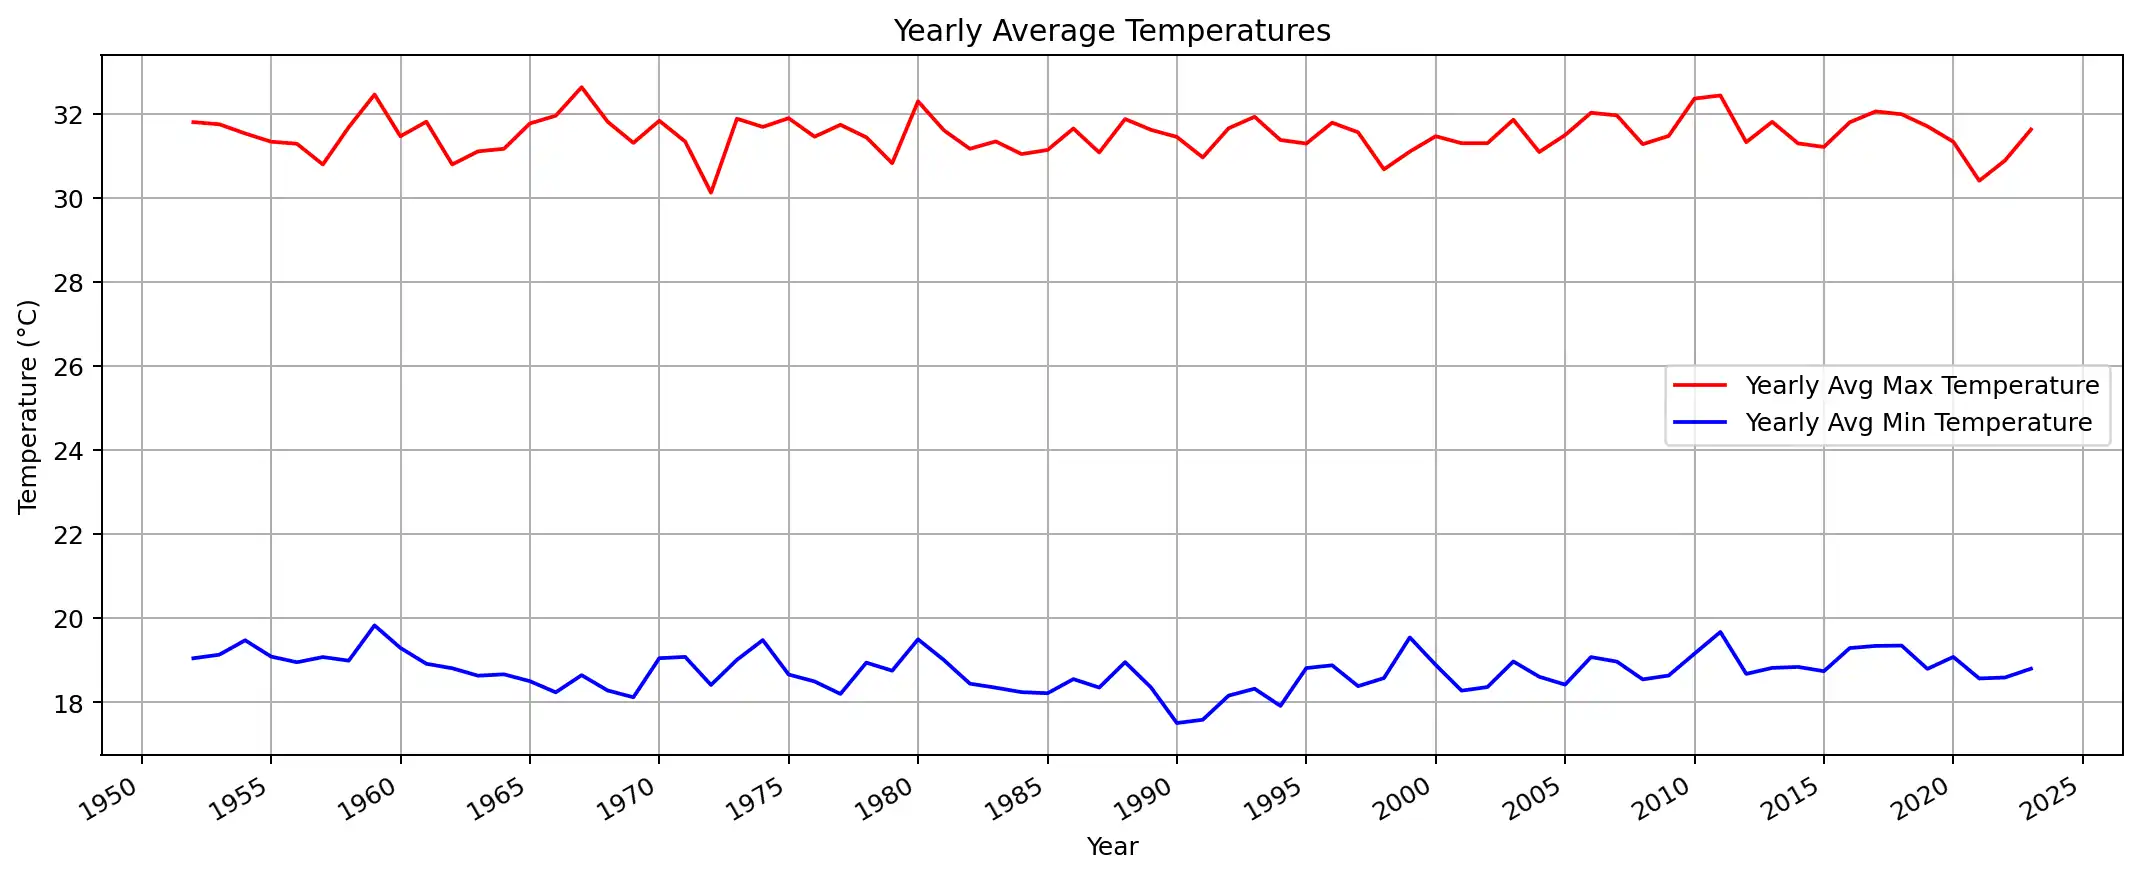 Yearly Average Temperatures
Temperature (°C)
32
30
28
26
24
22
20
18
Yearly Avg Max Temperature
Yearly Avg Min Temperature
1950 1955 1960 1965 1970 1975 1980 1985 1990 1995 2000 2005 2010 2015 2020 2025
Year